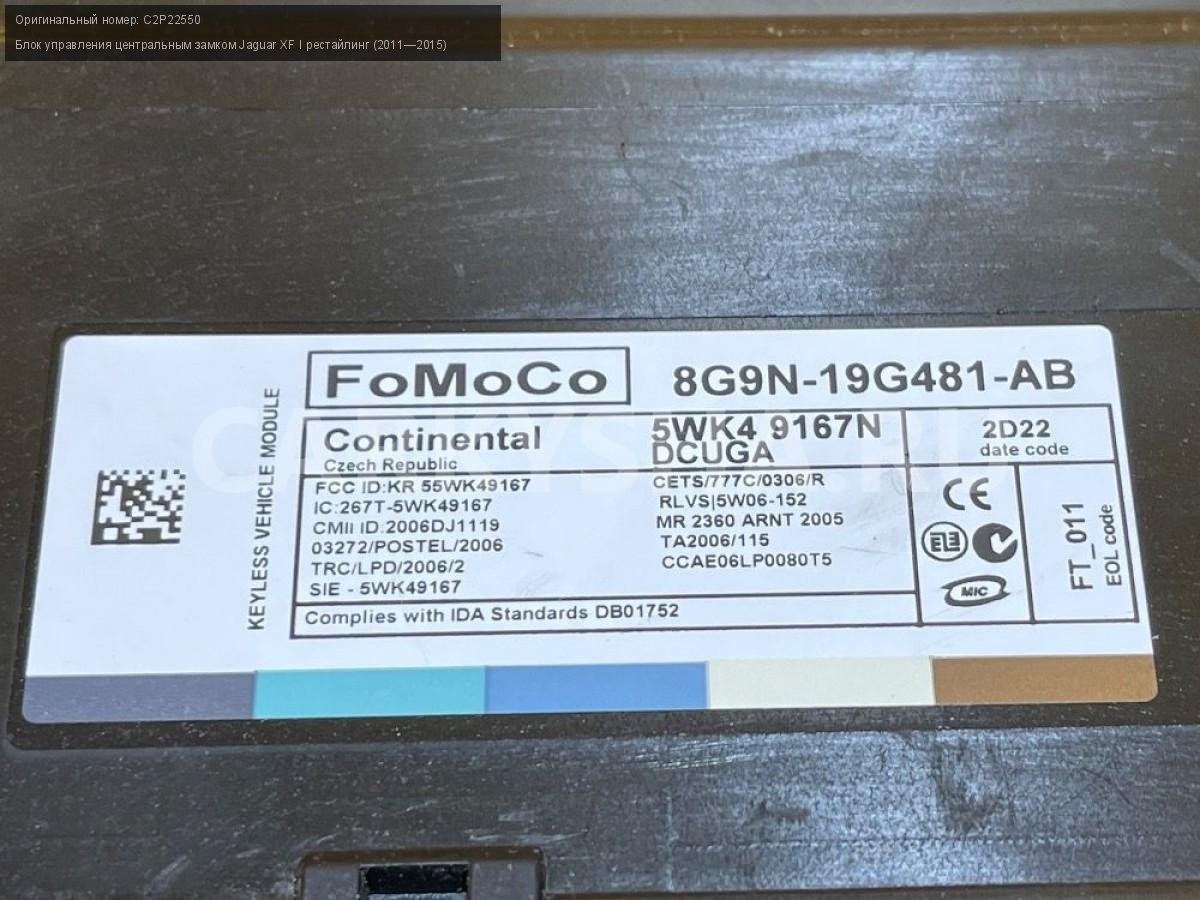 Оригинальный номер: C2P22550
Блок управления центральным замком Jaguar XF I рестайлинг (2011—2015)
FoMoCo 8G9N-19G481-AB
KEYLESS VEHICLE MODULE
Continental
Czech Republic
5WK4 9167N
DCUGA
2D22
date code
FCC ID:KR 55WK49167
IC:267T-5WK49167
CMII ID:2006DJ1119
03272/POSTEL/2006
TRC/LPD/2006/2
SIE - 5WK49167
CETS/777C/0306/R
RLVS|5W06-152
MR 2360 ARNT 2005
TA2006/115
CCAE06LP0080T5
CE
MIC
FT_011
EOL code
Complies with IDA Standards DB01752